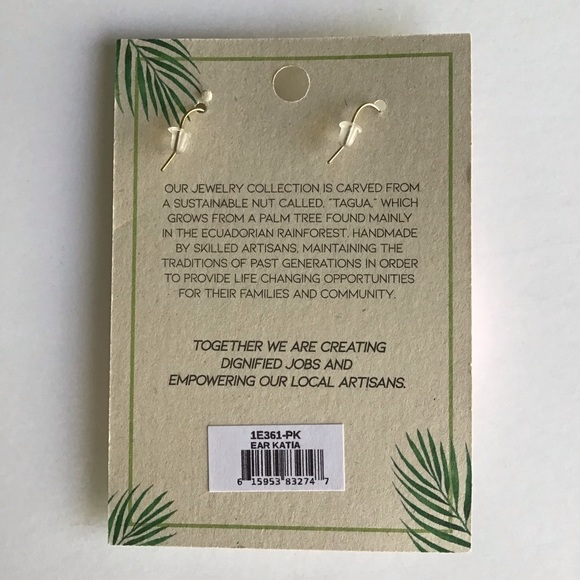 OUR JEWELRY COLLECTION IS CARVED FROM
A SUSTAINABLE NUT CALLED, "TAGUA," WHICH
GROWS FROM A PALM TREE FOUND MAINLY
IN THE ECUADORIAN RAINFOREST. HANDMADE
BY SKILLED ARTISANS, MAINTAINING THE
TRADITIONS OF PAST GENERATIONS IN ORDER
TO PROVIDE LIFE CHANGING OPPORTUNITIES
FOR THEIR FAMILIES AND COMMUNITY.
TOGETHER WE ARE CREATING
DIGNIFIED JOBS AND
EMPOWERING OUR LOCAL ARTISANS.
1E361-PK
EAR KATIA
6 15953 83274 7